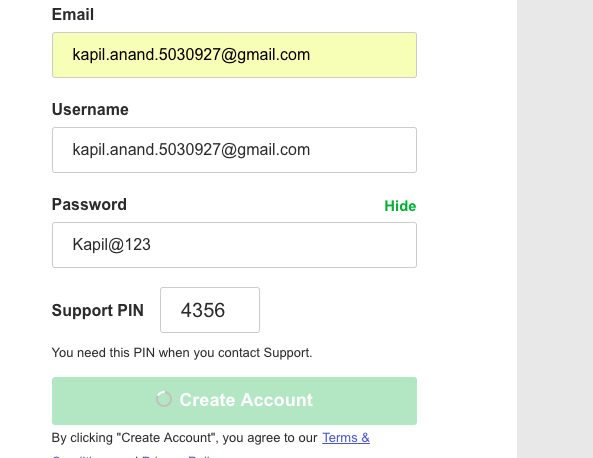 Email
kapil.anand.5030927@gmail.com
Username
kapil.anand.5030927@gmail.com
Password Hide
Kapil@123
Support PIN 4356
You need this PIN when you contact Support.
Create Account
By clicking "Create Account", you agree to our Terms &